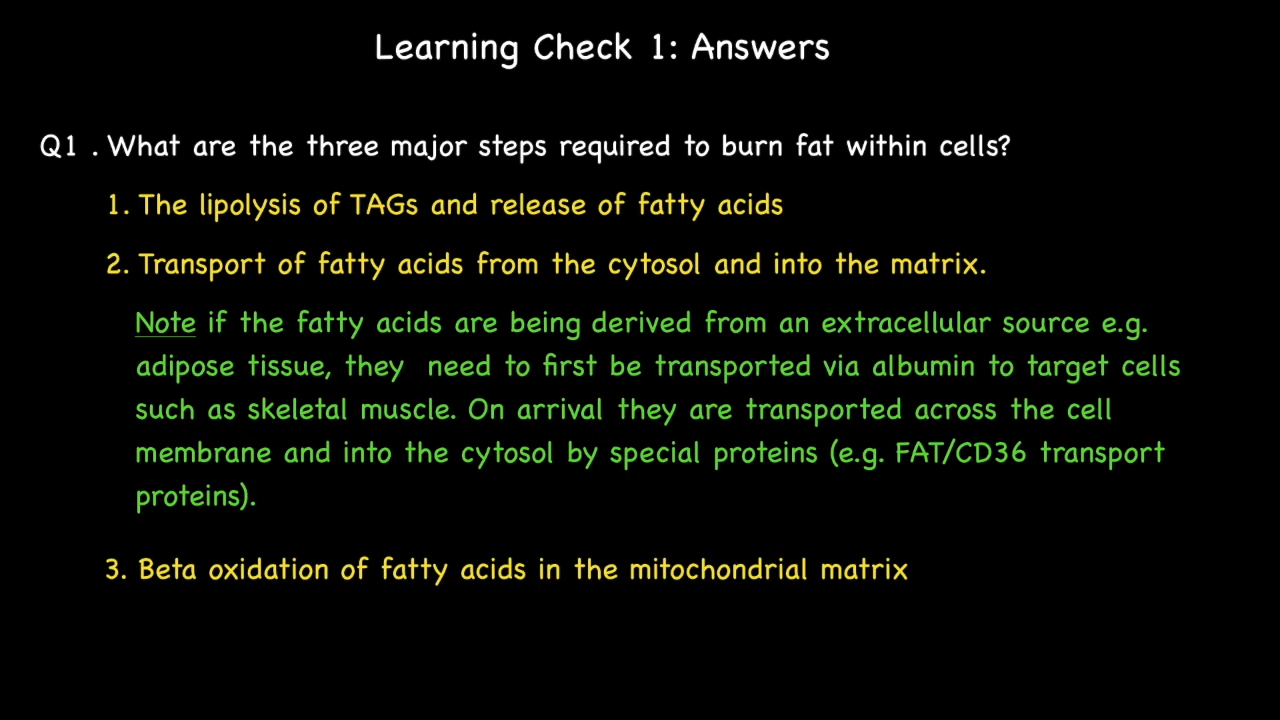 Learning Check 1: Answers
Q1 . What are the three major steps required to burn fat within cells?
1. The lipolysis of TAGs and release of fatty acids
2. Transport of fatty acids from the cytosol and into the matrix.
Note if the fatty acids are being derived from an extracellular source e.g.
adipose tissue, they need to first be transported via albumin to target cells
such as skeletal muscle. On arrival they are transported across the cell
membrane and into the cytosol by special proteins (e.g. FAT/CD36 transport
proteins).
3. Beta oxidation of fatty acids in the mitochondrial matrix